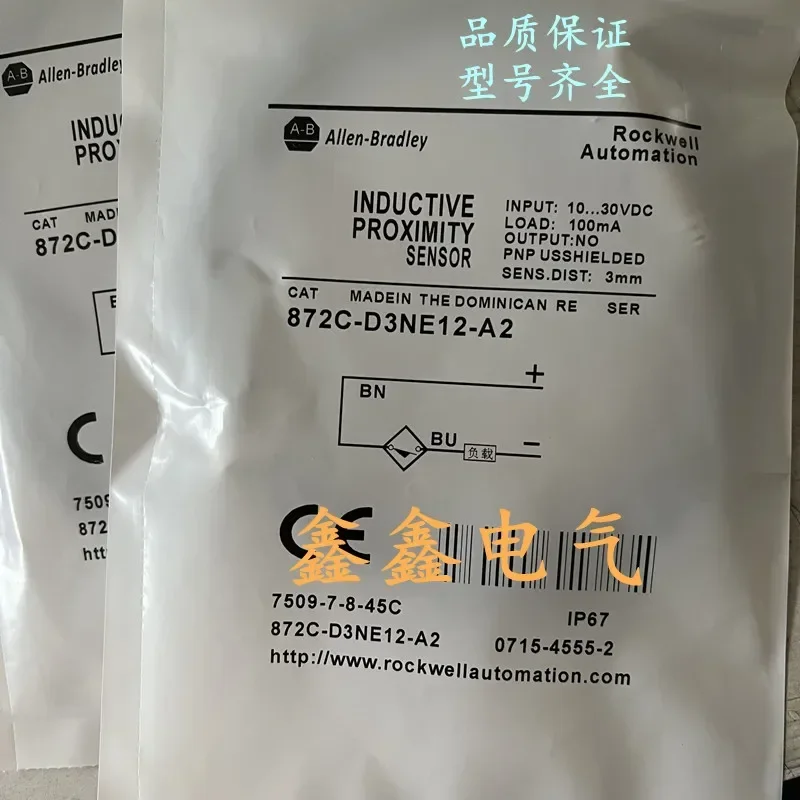 品质保证
型号齐全
A-B Allen-Bradley
Rockwell
Automation
INDUCTIVE
PROXIMITY
SENSOR
INPUT: 10...30VDC
LOAD: 100mA
OUTPUT:NO
PNP USSHIELDED
SENS.DIST: 3mm
CAT MADEIN THE DOMINICAN RE SER
872C-D3NE12-A2
BN
+
BU
负载
−
CE
鑫鑫电气
7509-7-8-45C
IP67
872C-D3NE12-A2
0715-4555-2
http://www.rockwellautomation.com
A-B Allen-Bradley
INDU
PRO
CAT MADE
872C-D
C
7509
872
htt